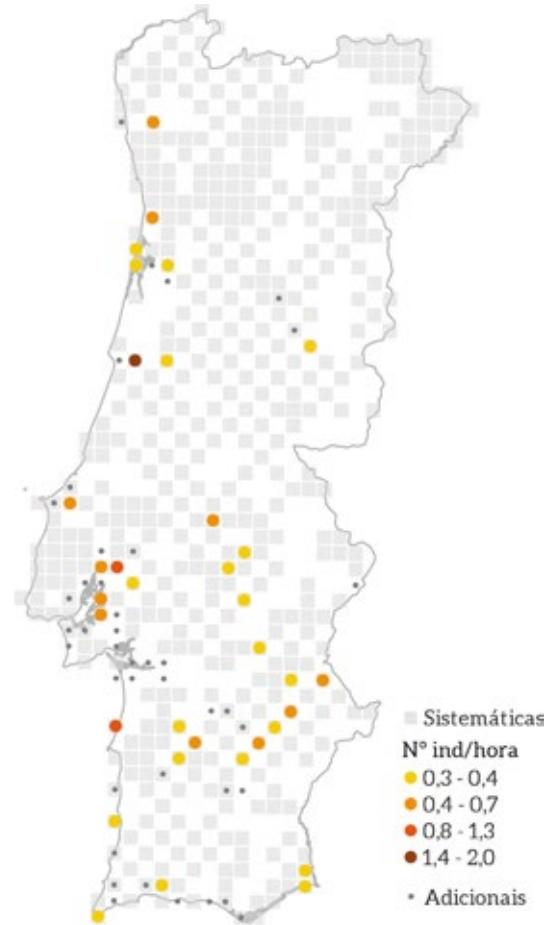 Sistemáticas
Nº ind/hora
0,3 - 0,4
0,4 - 0,7
0,8 - 1,3
1,4 - 2,0
Adicionais